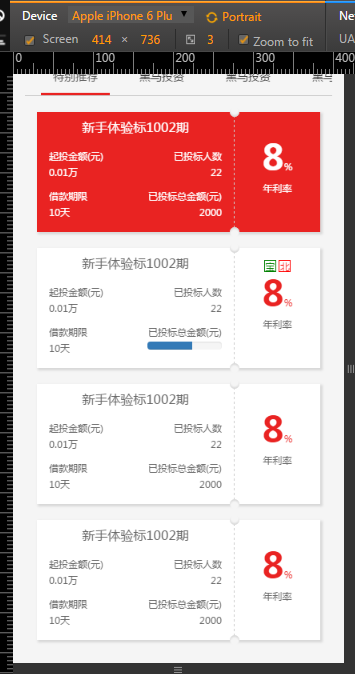 Device Apple iPhone 6 Plu Portrait Ne
Screen 414 × 736 3 Zoom to fit UA
0 100 200 300 400
特别推荐 黑马投资 黑马投资 黑马
新手体验标1002期
起投金额(元) 已投标人数
0.01万 22
借款期限 已投标总金额(元)
10天 2000
8%
年利率
新手体验标1002期
起投金额(元) 已投标人数
0.01万 22
借款期限 已投标总金额(元)
10天
8%
年利率
新手体验标1002期
起投金额(元) 已投标人数
0.01万 22
借款期限 已投标总金额(元)
10天 2000
8%
年利率
新手体验标1002期
起投金额(元) 已投标人数
0.01万 22
借款期限 已投标总金额(元)
10天 2000
8%
年利率